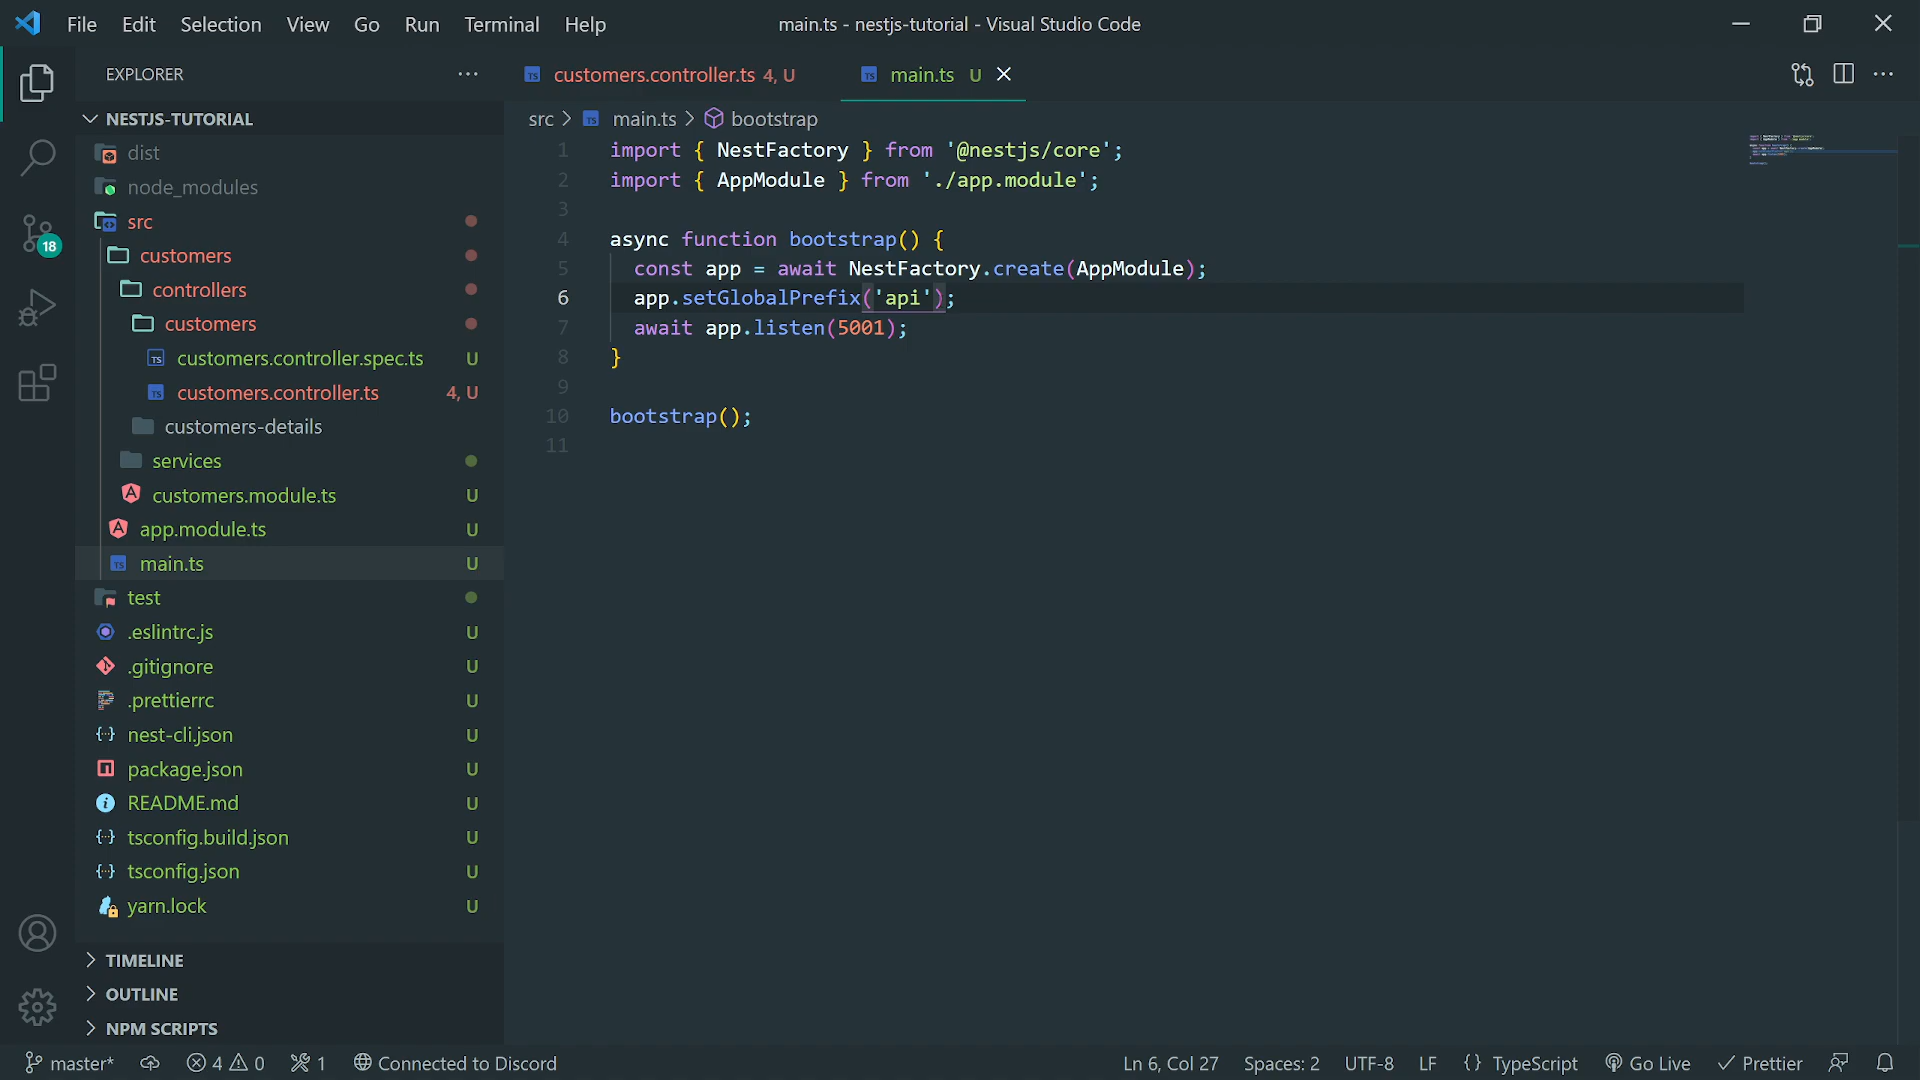 File Edit Selection View Go Run Terminal Help
main.ts - nestjs-tutorial - Visual Studio Code
EXPLORER
customers.controller.ts 4, U
main.ts U
NESTJS-TUTORIAL
dist
node_modules
src
customers
controllers
customers
customers.controller.spec.ts U
customers.controller.ts 4, U
customers-details
services
customers.module.ts U
app.module.ts U
main.ts U
test
.eslintrc.js U
.gitignore U
.prettierrc U
nest-cli.json U
package.json U
README.md U
tsconfig.build.json U
tsconfig.json U
yarn.lock U
TIMELINE
OUTLINE
NPM SCRIPTS
18
src > TS main.ts > bootstrap
1 import { NestFactory } from '@nestjs/core';
2 import { AppModule } from './app.module';
3
4 async function bootstrap() {
5 const app = await NestFactory.create(AppModule);
6 app.setGlobalPrefix('api');
7 await app.listen(5001);
8 }
9
10 bootstrap();
11
master* 4 0 1 Connected to Discord
Ln 6, Col 27 Spaces: 2 UTF-8 LF {} TypeScript Go Live Prettier